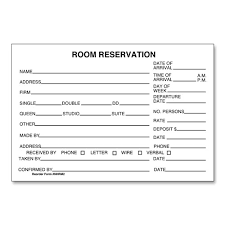 ROOM RESERVATION
NAME
ADDRESS
FIRM
SINGLE DOUBLE DD
QUEEN STUDIO SUITE
OTHER
MADE BY
ADDRESS
RECEIVED BY PHONE LETTER WIRE VERBAL
TAKEN BY
CONFIRMED BY
DATE OF
ARRIVAL
TIME OF A.M
ARRIVAL P.M.
DAY OF
WEEK
DEPARTURE
DATE
NO. PERSONS
RATE
DEPOSIT $
DATE
PHONE
DATE
DATE